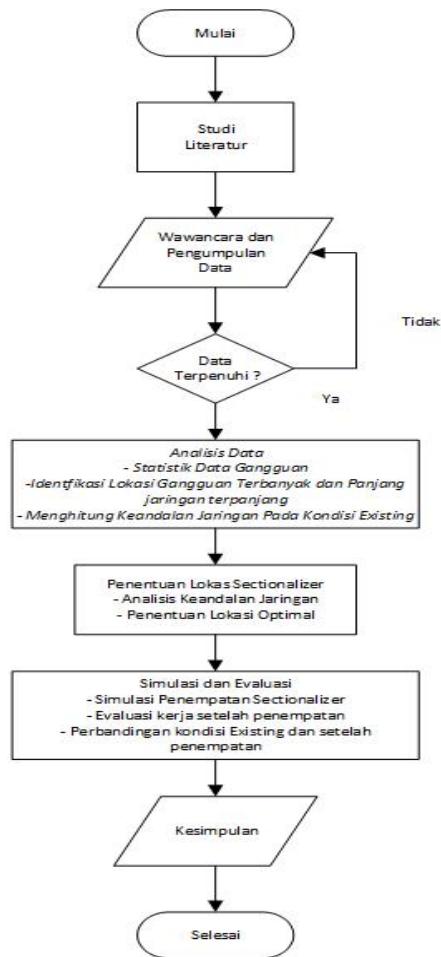 Mulai
Studi
Literatur
Wawancara dan
Pengumpulan
Data
Tidak
Data
Terpenuhi ?
Ya
Analisis Data
- Statistik Data Gangguan
-Identfikasi Lokasi Gangguan Terbanyak dan Panjang
jaringan terpanjang
- Menghitung Keandalan Jaringan Pada Kondisi Existing
Penentuan Lokas Sectionalizer
- Analisis Keandalan Jaringan
- Penentuan Lokasi Optimal
Simulasi dan Evaluasi
- Simulasi Penempatan Sectionalizer
- Evaluasi kerja setelah penempatan
- Perbandingan kondisi Existing dan setelah
penempatan
Kesimpulan
Selesai